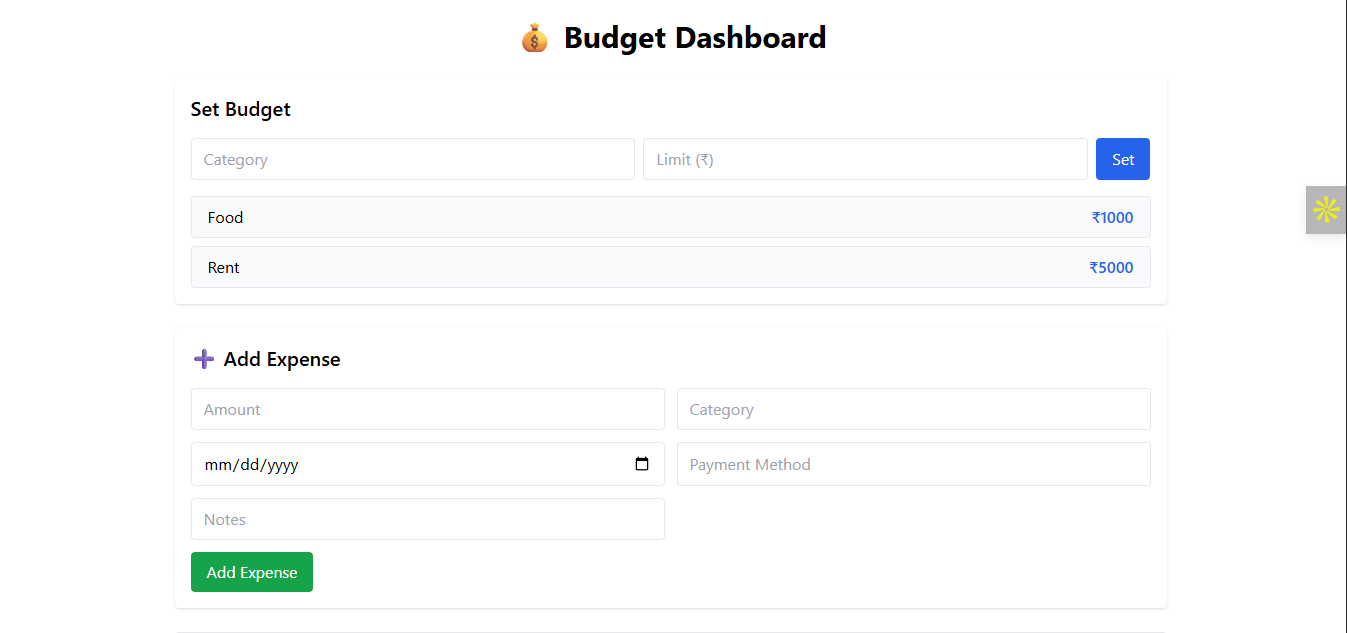 💰 Budget Dashboard
Set Budget
Category Limit (₹) Set
Food ₹1000
Rent ₹5000
➕ Add Expense
Amount Category
mm/dd/yyyy Payment Method
Notes
Add Expense